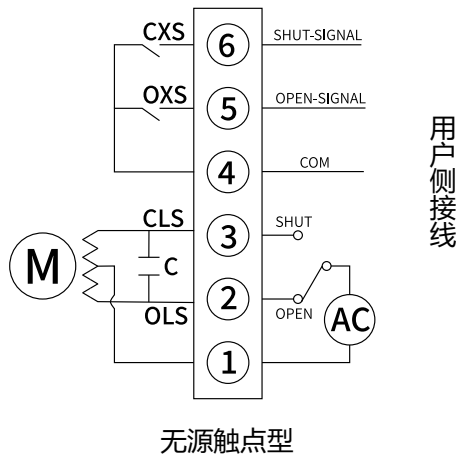 CXS 6 SHUT-SIGNAL
OXS 5 OPEN-SIGNAL
4 COM
CLS 3 SHUT
M C
2 OPEN
OLS AC
1
用户侧接线
无源触点型